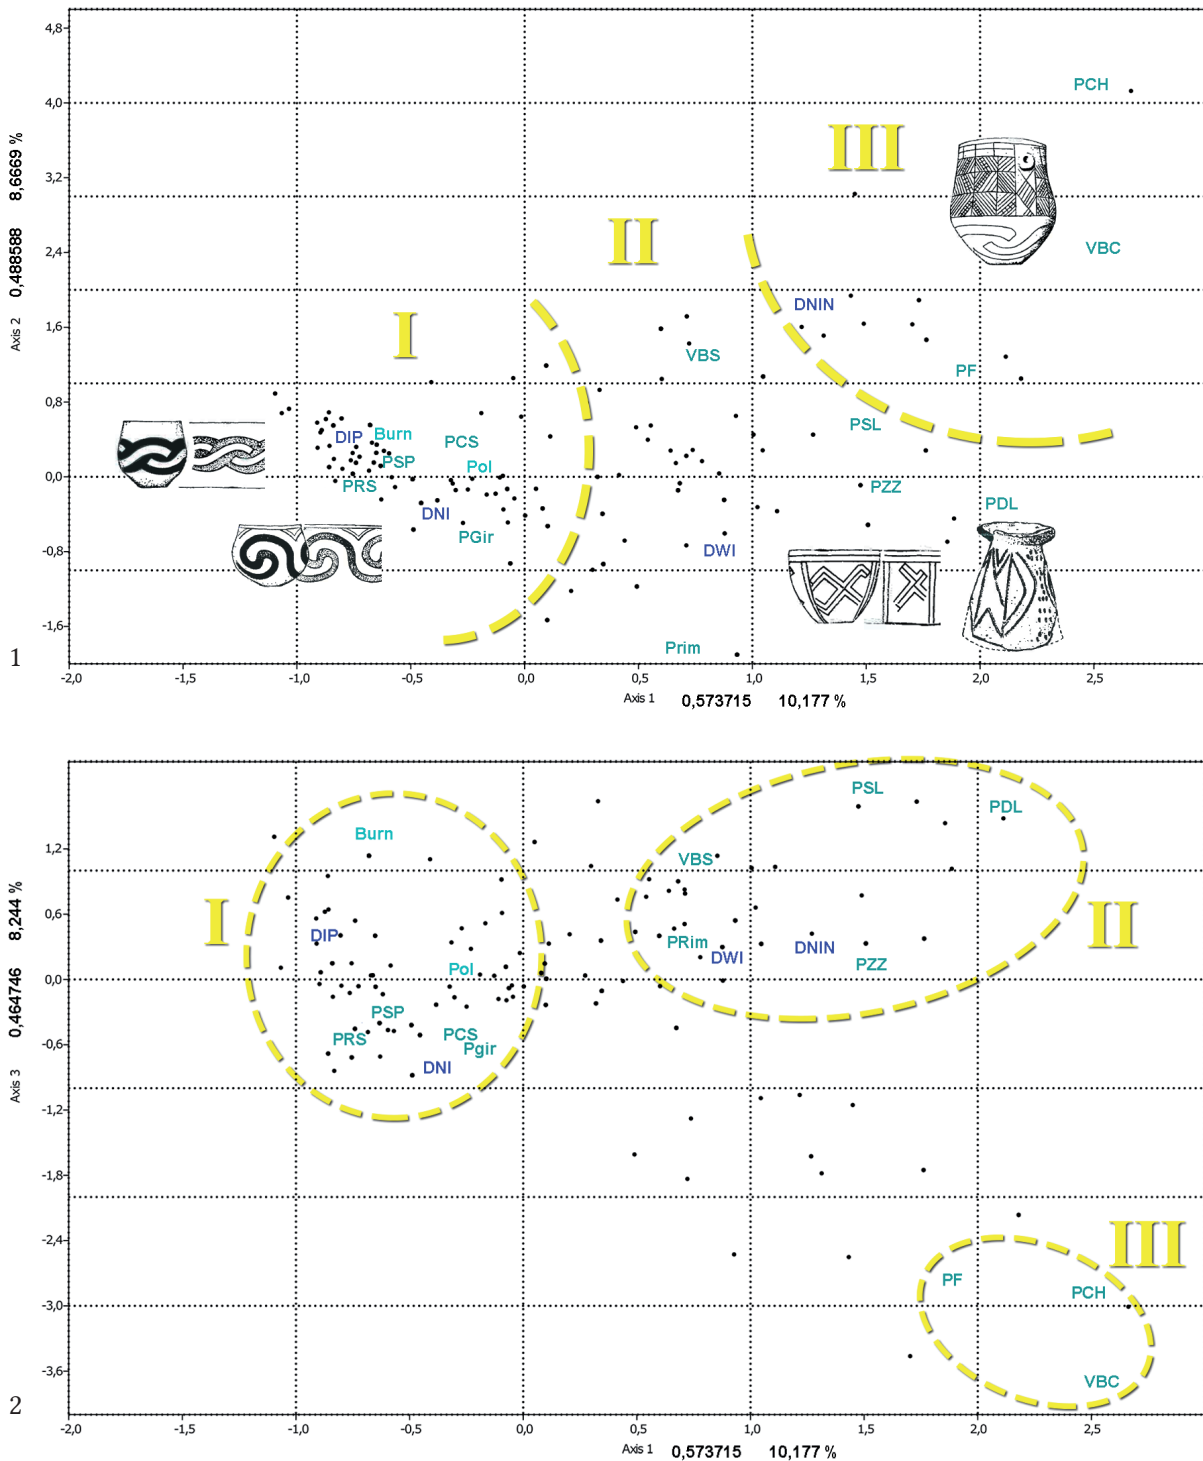 4,8
4,0
3,2
2,4
1,6
0,8
0,0
-0,8
-1,6
Axis 2 0,488588 8,6669 %
PCH
III
VBC
II
DNIN
I
VBS
PF
PSL
DIP
Burn
PCS
PSP
Pol
PRS
PZZ
DNI
PDL
PGir
DWI
Prim
1
-2,0 -1,5 -1,0 -0,5 0,0 0,5 1,0 1,5 2,0 2,5
Axis 1 0,573715 10,177 %
1,2
0,6
0,0
-0,6
-1,2
-1,8
-2,4
-3,0
-3,6
Axis 3 0,464746 8,244 %
PSL
PDL
Burn
VBS
I
II
DIP
PRim
DWI
DNIN
Pol
PZZ
PSP
PRS
PCS
Pgir
DNI
III
PF
PCH
VBC
2
-2,0 -1,5 -1,0 -0,5 0,0 0,5 1,0 1,5 2,0 2,5
Axis 1 0,573715 10,177 %